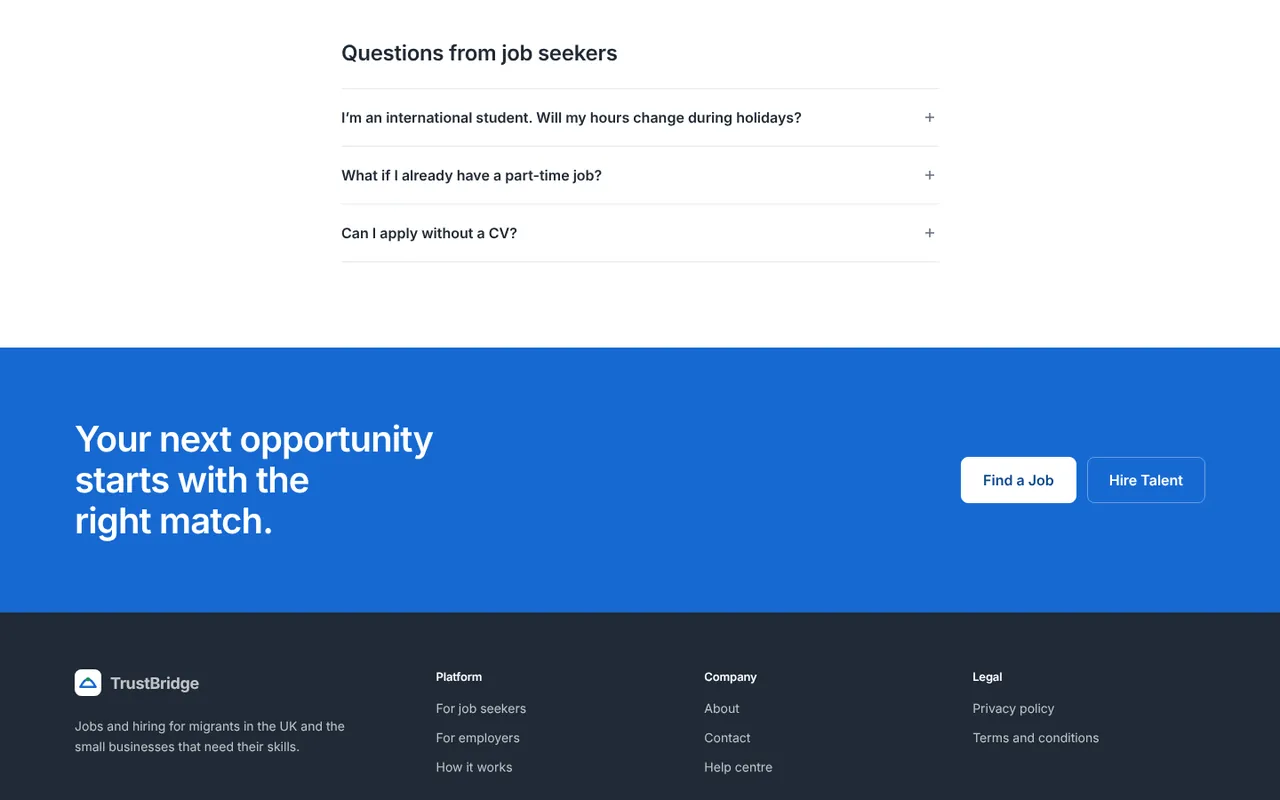 Questions from job seekers
I’m an international student. Will my hours change during holidays?
+
What if I already have a part-time job?
+
Can I apply without a CV?
+
Your next opportunity
starts with the
right match.
Find a Job
Hire Talent
TrustBridge
Jobs and hiring for migrants in the UK and the
small businesses that need their skills.
Platform
For job seekers
For employers
How it works
Company
About
Contact
Help centre
Legal
Privacy policy
Terms and conditions